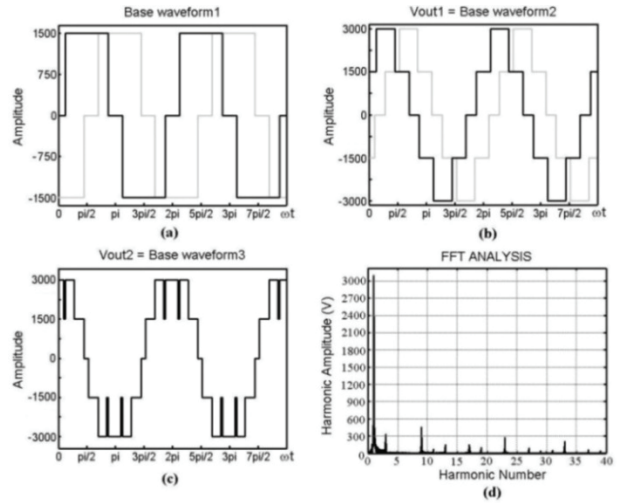 Base waveform1
Amplitude
1500
750
0
-750
-1500
0 pi/2 pi 3pi/2 2pi 5pi/2 3pi 7pi/2 ωt
(a)
Vout1 = Base waveform2
Amplitude
3000
1500
0
-1500
-3000
0 pi/2 pi 3pi/2 2pi 5pi/2 3pi 7pi/2 ωt
(b)
Vout2 = Base waveform3
Amplitude
3000
1500
0
-1500
-3000
0 pi/2 pi 3pi/2 2pi 5pi/2 3pi 7pi/2 ωt
(c)
FFT ANALYSIS
Harmonic Amplitude (V)
3000
2700
2400
2100
1800
1500
1200
900
600
300
0
0 5 10 15 20 25 30 35 40
Harmonic Number
(d)